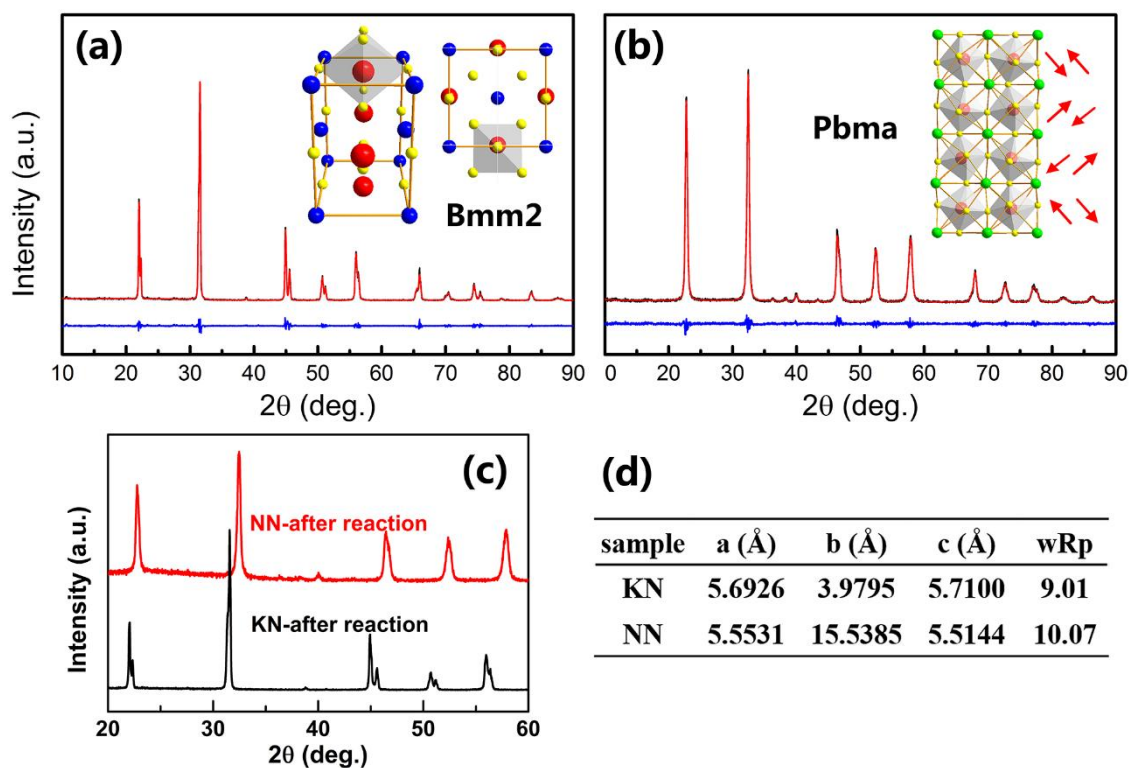 (a)
Bmm2
Intensity (a.u.)
10 20 30 40 50 60 70 80 90
2θ (deg.)
(b)
Pbma
Intensity (a.u.)
0 20 30 40 50 60 70 80 90
2θ (deg.)
(c)
NN-after reaction
KN-after reaction
Intensity (a.u.)
20 30 40 50 60
2θ (deg.)
(d)
sample a (Å) b (Å) c (Å) wRp
KN 5.6926 3.9795 5.7100 9.01
NN 5.5531 15.5385 5.5144 10.07